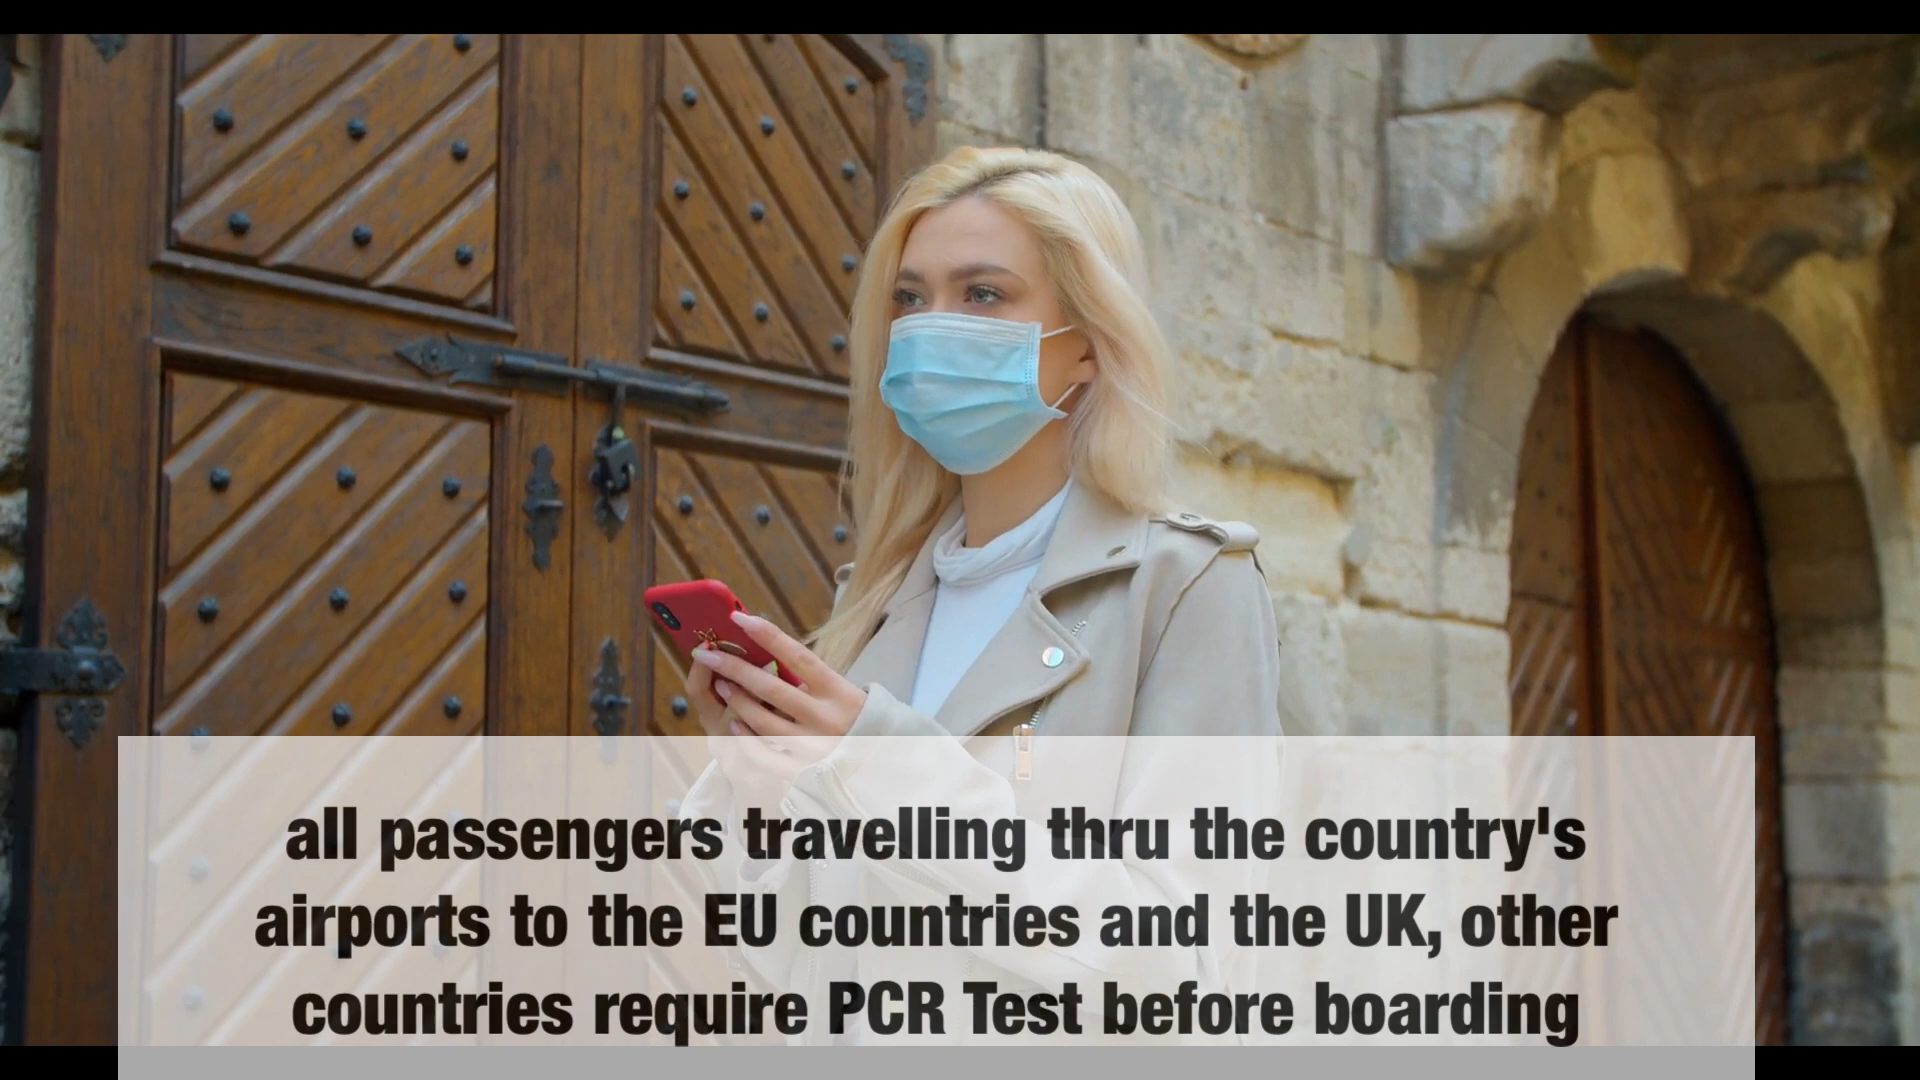 all passengers travelling thru the country's
airports to the EU countries and the UK, other
countries require PCR Test before boarding